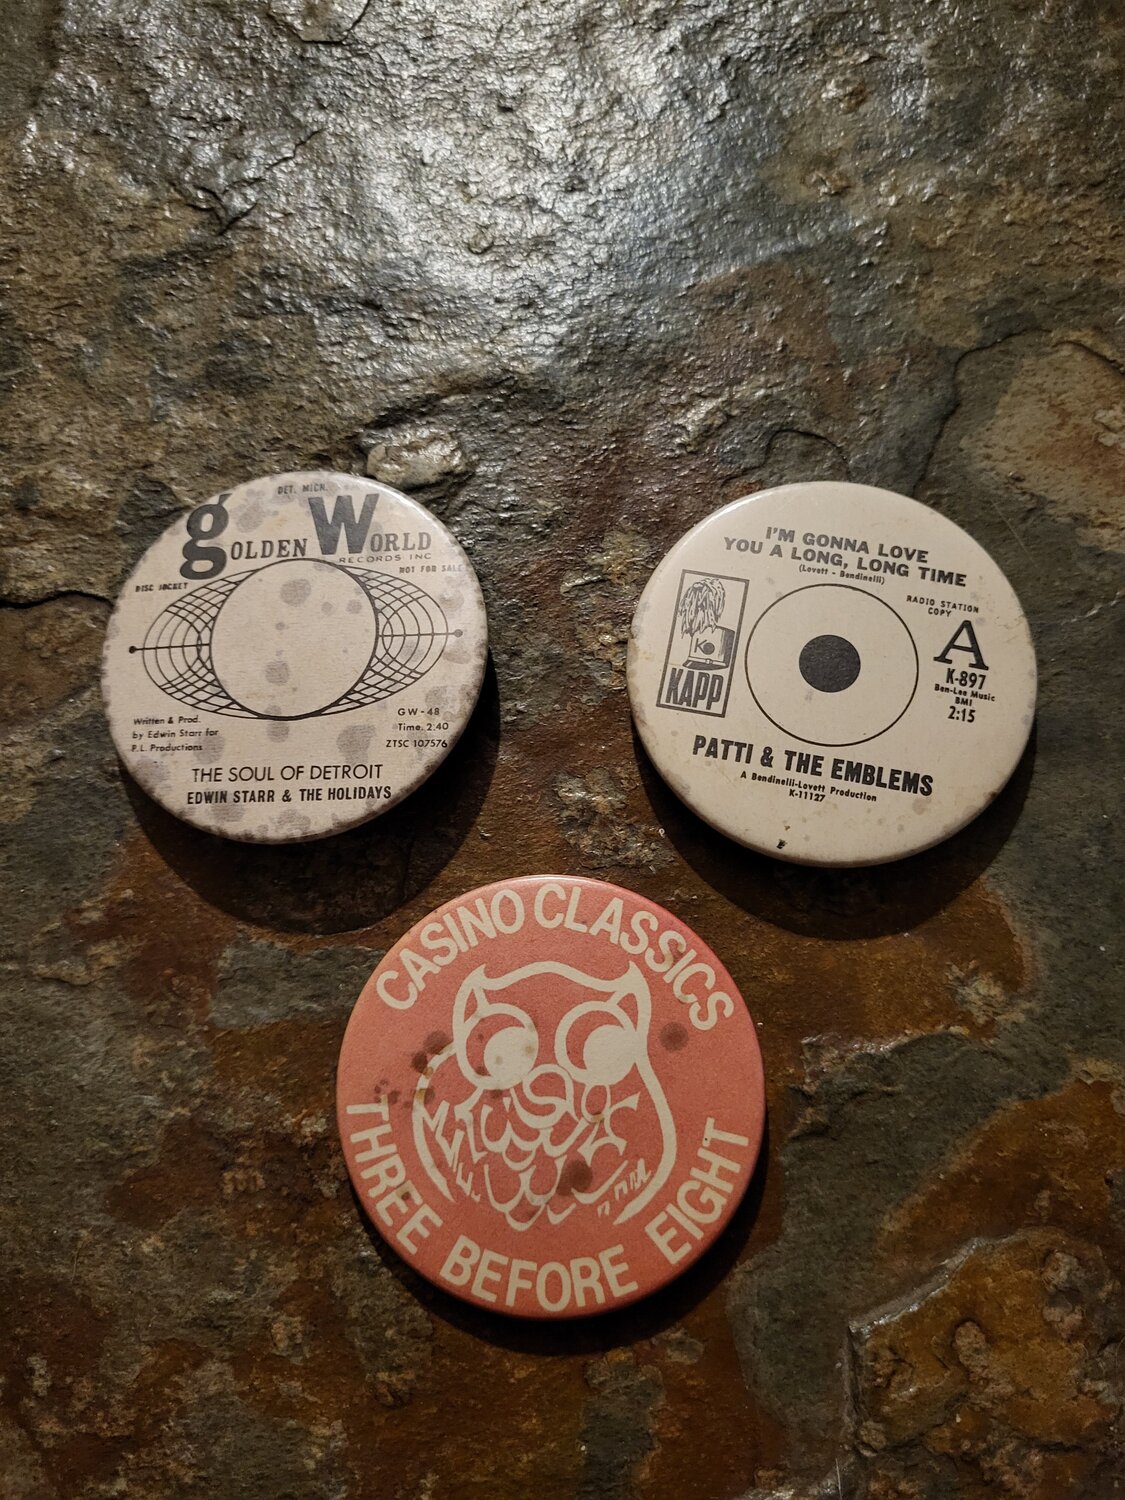 DET. MICH.
gOLDEN WORLD
RECORDS INC
DISC JOCKEY
NOT FOR SALE
Written & Prod.
by Edwin Starr for
P.L. Productions
GW-48
Time. 2:40
ZTSC 107576
THE SOUL OF DETROIT
EDWIN STARR & THE HOLIDAYS
I'M GONNA LOVE
YOU A LONG, LONG TIME
(Lovett - Bendinelli)
K
KAPP
RADIO STATION
COPY
A
K-897
Ben-Lee Music
BMI
2:15
PATTI & THE EMBLEMS
A Bendinelli-Lovett Production
K-11127
CASINO CLASSICS
THREE BEFORE EIGHT